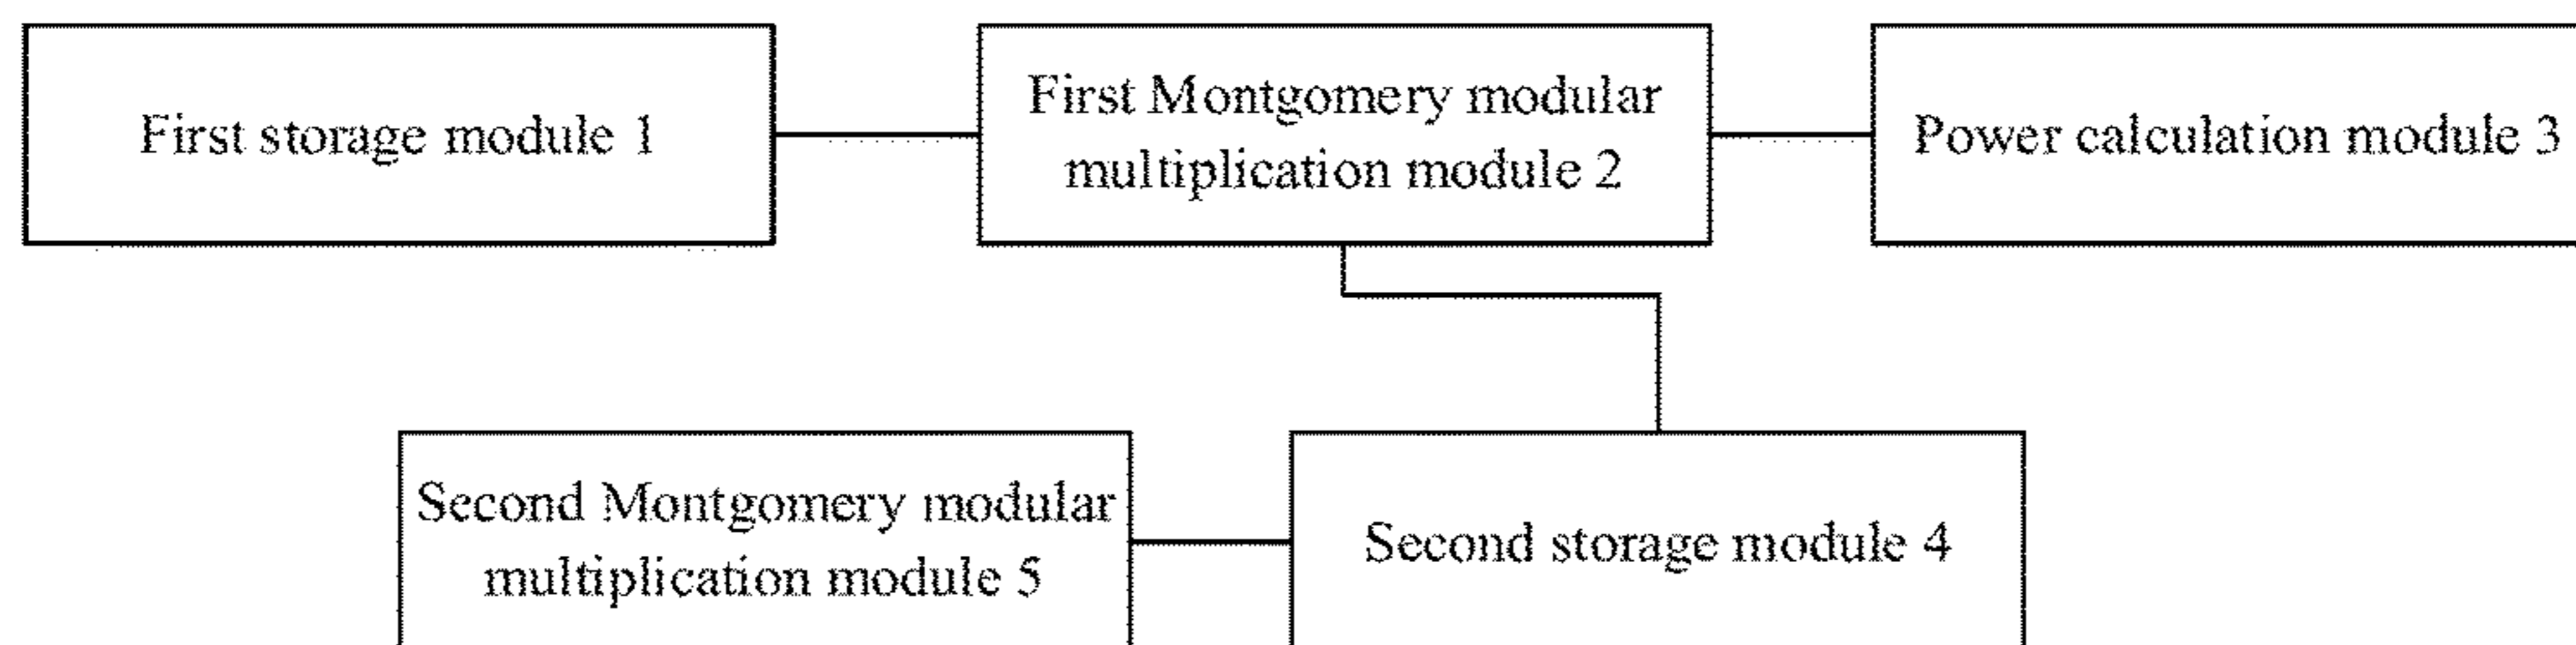 First storage module 1
First Montgomery modular
multiplication module 2
Power calculation module 3
Second Montgomery modular
multiplication module 5
Second storage module 4